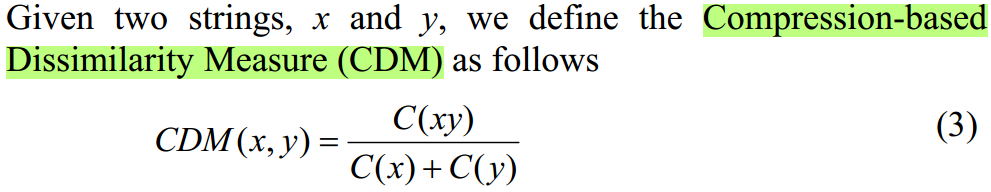 Given two strings, x and y, we define the Compression-based
Dissimilarity Measure (CDM) as follows
CDM(x, y) = C(xy) / C(x) + C(y) (3)